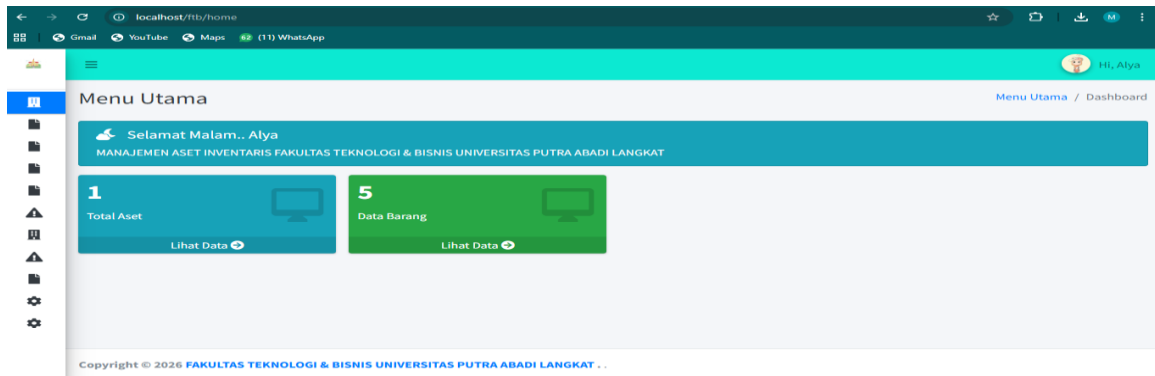 localhost/ftb/home
M
Gmail YouTube Maps 62 (11) WhatsApp
Hi, Alya
Menu Utama
Menu Utama / Dashboard
Selamat Malam.. Alya
MANAJEMEN ASET INVENTARIS FAKULTAS TEKNOLOGI & BISNIS UNIVERSITAS PUTRA ABADI LANGKAT
1
Total Aset
Lihat Data
5
Data Barang
Lihat Data
Copyright © 2026 FAKULTAS TEKNOLOGI & BISNIS UNIVERSITAS PUTRA ABADI LANGKAT . .